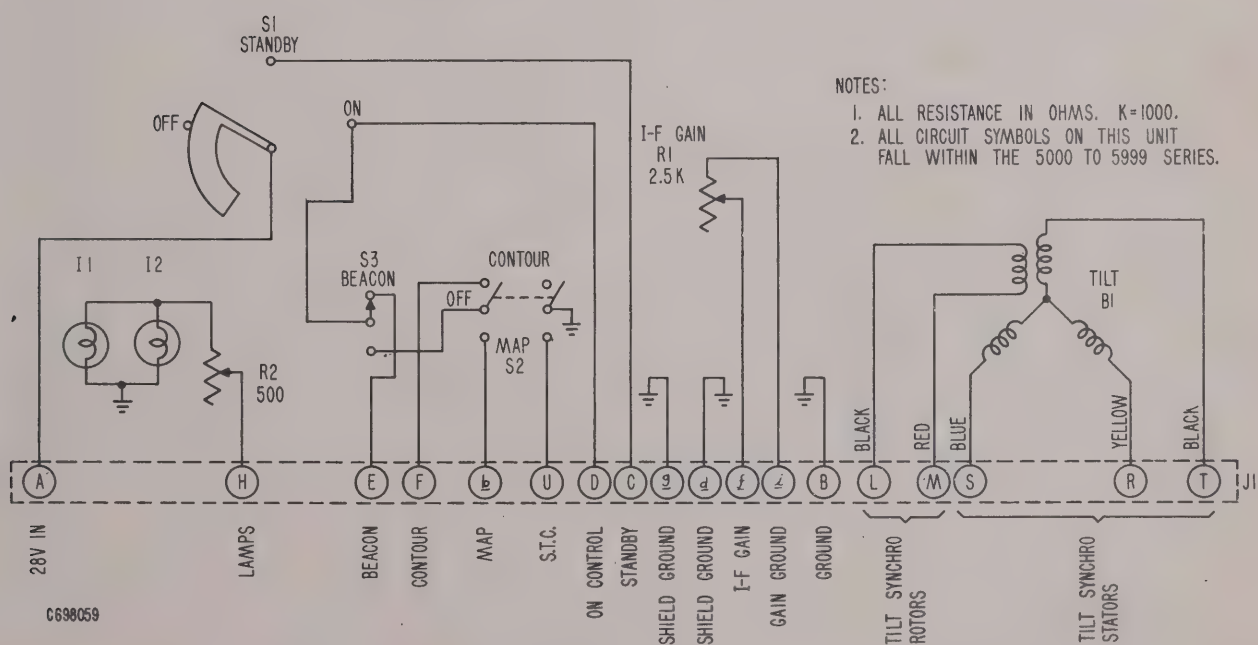 S1
STANDBY
OFF
ON
I-F GAIN
R1
2.5 K
NOTES:
1. ALL RESISTANCE IN OHMS. K=1000.
2. ALL CIRCUIT SYMBOLS ON THIS UNIT
FALL WITHIN THE 5000 TO 5999 SERIES.
I1
I2
S3
BEACON
CONTOUR
OFF
MAP
S2
R2
500
TILT
B1
BLACK
RED
BLUE
YELLOW
BLACK
A
H
E
F
b
U
D
C
g
d
f
i
B
L
M
S
R
T
J1
28V IN
LAMPS
BEACON
CONTOUR
MAP
S.T.C.
ON CONTROL
STANDBY
SHIELD GROUND
SHIELD GROUND
I-F GAIN
GAIN GROUND
GROUND
TILT SYNCHRO
ROTORS
TILT SYNCHRO
STATORS
C698059